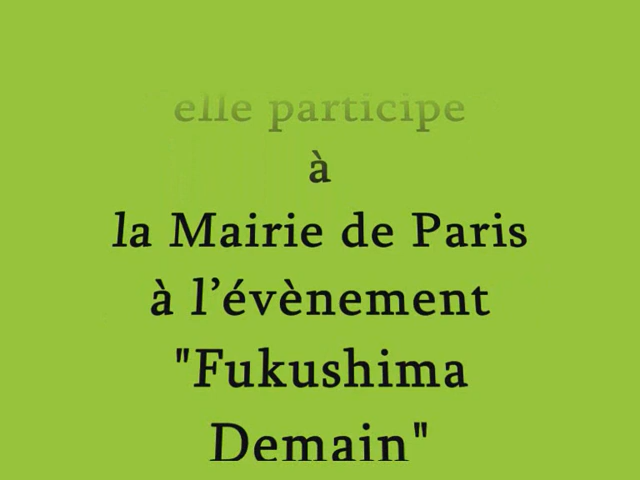 elle participe
à
la Mairie de Paris
à l’évènement
"Fukushima
Demain"